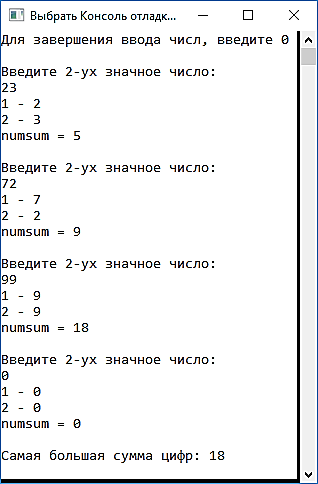 Выбрать Консоль отладк...
Для завершения ввода числ, введите 0
Введите 2-ух значное число:
23
1 - 2
2 - 3
numsum = 5
Введите 2-ух значное число:
72
1 - 7
2 - 2
numsum = 9
Введите 2-ух значное число:
99
1 - 9
2 - 9
numsum = 18
Введите 2-ух значное число:
0
1 - 0
2 - 0
numsum = 0
Самая большая сумма цифр: 18